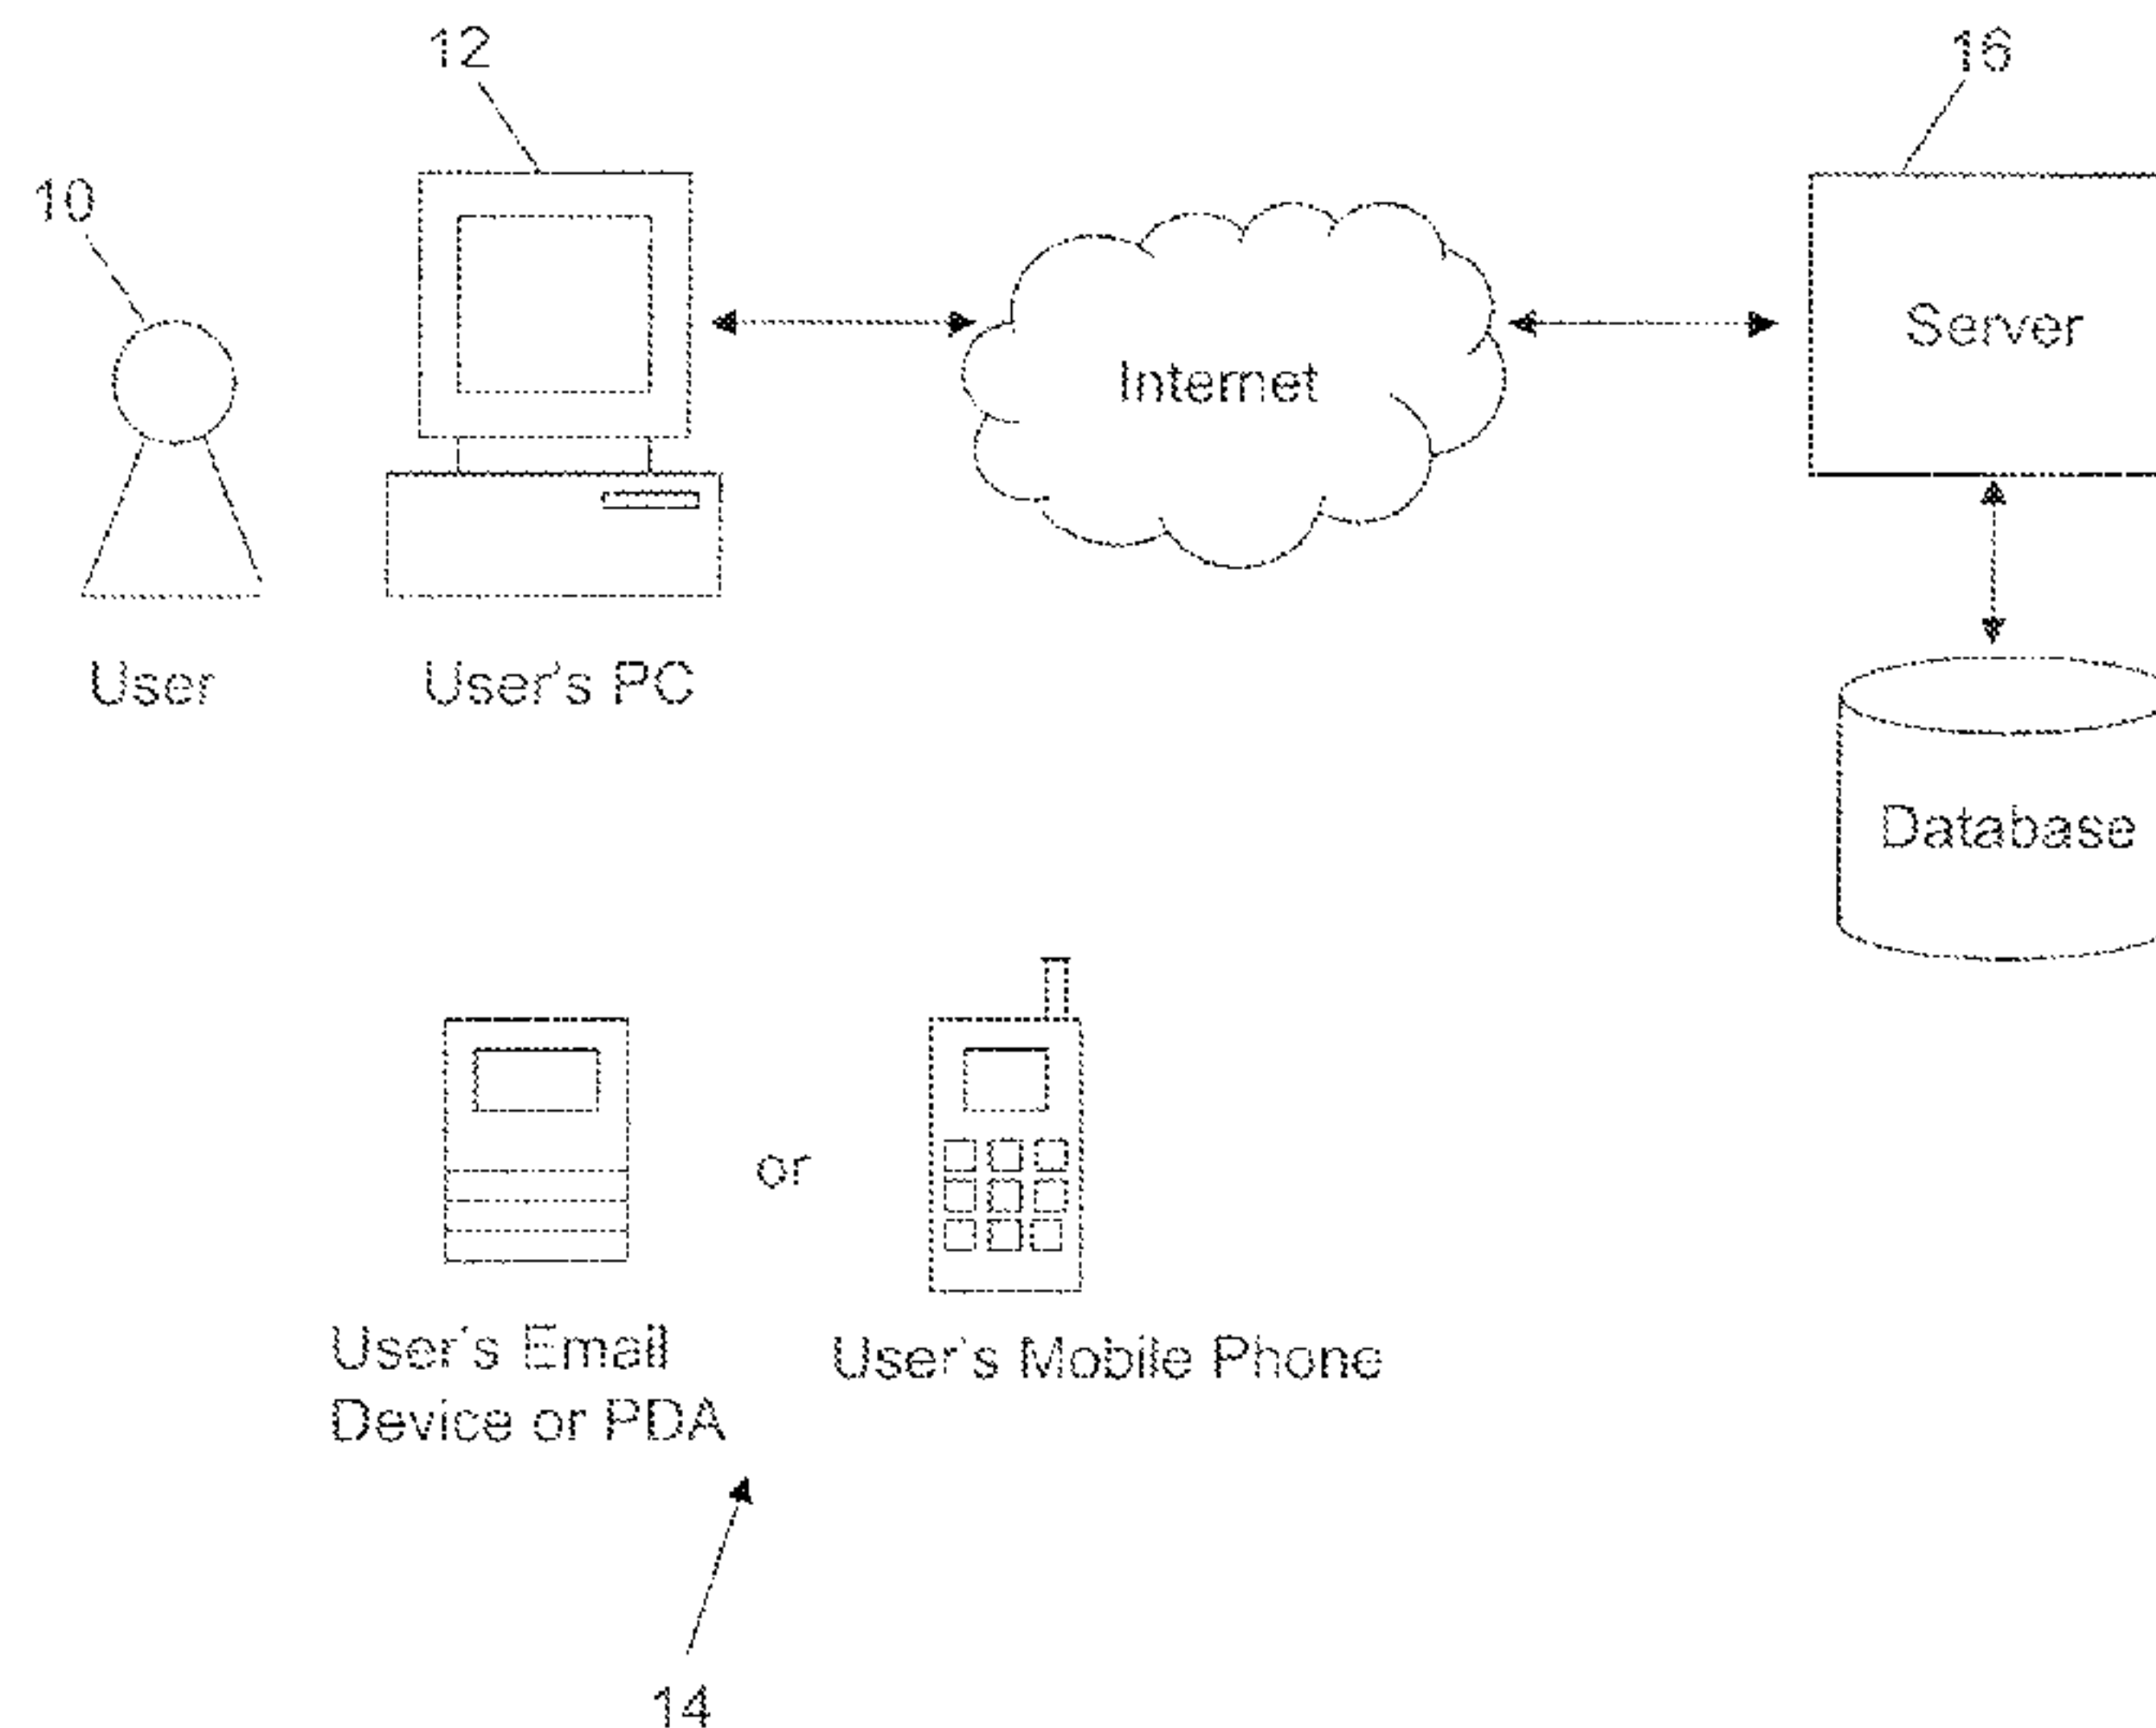 12
16
10
Server
Internet
User
User's PC
Database
or
User's Email
Device or PDA
User's Mobile Phone
14